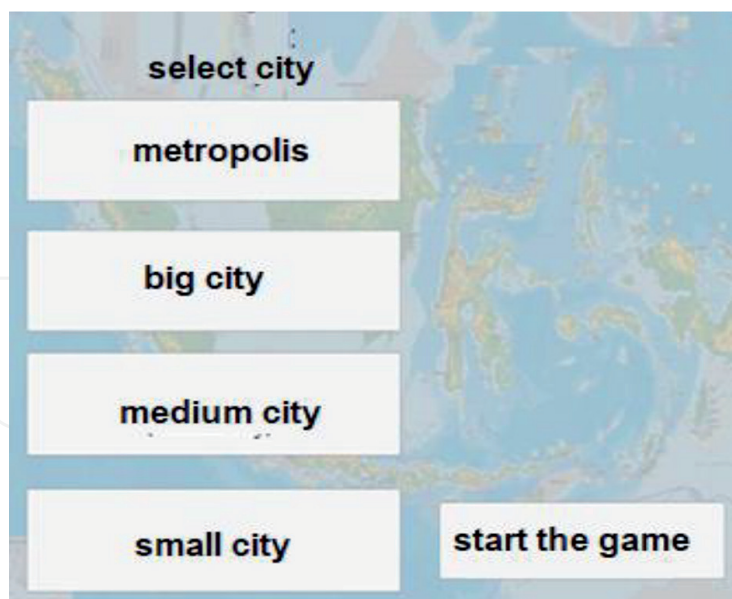 select city
metropolis
big city
medium city
small city
start the game